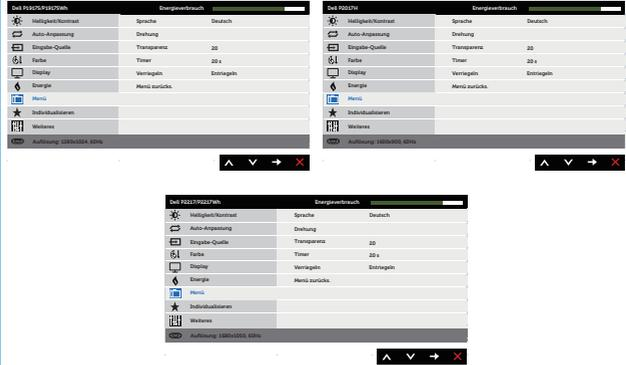 Dell P1917S/P1917SWh Energieverbrauch
Helligkeit/Kontrast Sprache Deutsch
Auto-Anpassung Drehung
Eingabe-Quelle Transparenz 20
Farbe Timer 20 s
Display Verriegeln Entriegeln
Energie Menü zurücks.
Menü
Individualisieren
Weiteres
Auflösung: 1280x1024, 60Hz
Dell P2017H Energieverbrauch
Helligkeit/Kontrast Sprache Deutsch
Auto-Anpassung Drehung
Eingabe-Quelle Transparenz 20
Farbe Timer 20 s
Display Verriegeln Entriegeln
Energie Menü zurücks.
Menü
Individualisieren
Weiteres
Auflösung: 1600x900, 60Hz
Dell P2217/P2217Wh Energieverbrauch
Helligkeit/Kontrast Sprache Deutsch
Auto-Anpassung Drehung
Eingabe-Quelle Transparenz 20
Farbe Timer 20 s
Display Verriegeln Entriegeln
Energie Menü zurücks.
Menü
Individualisieren
Weiteres
Auflösung: 1680x1050, 60Hz